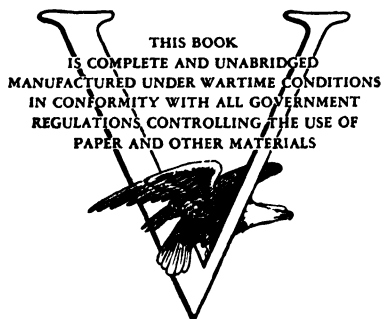 THIS BOOK
IS COMPLETE AND UNABRIDGED
MANUFACTURED UNDER WARTIME CONDITIONS
IN CONFORMITY WITH ALL GOVERNMENT
REGULATIONS CONTROLLING THE USE OF
PAPER AND OTHER MATERIALS